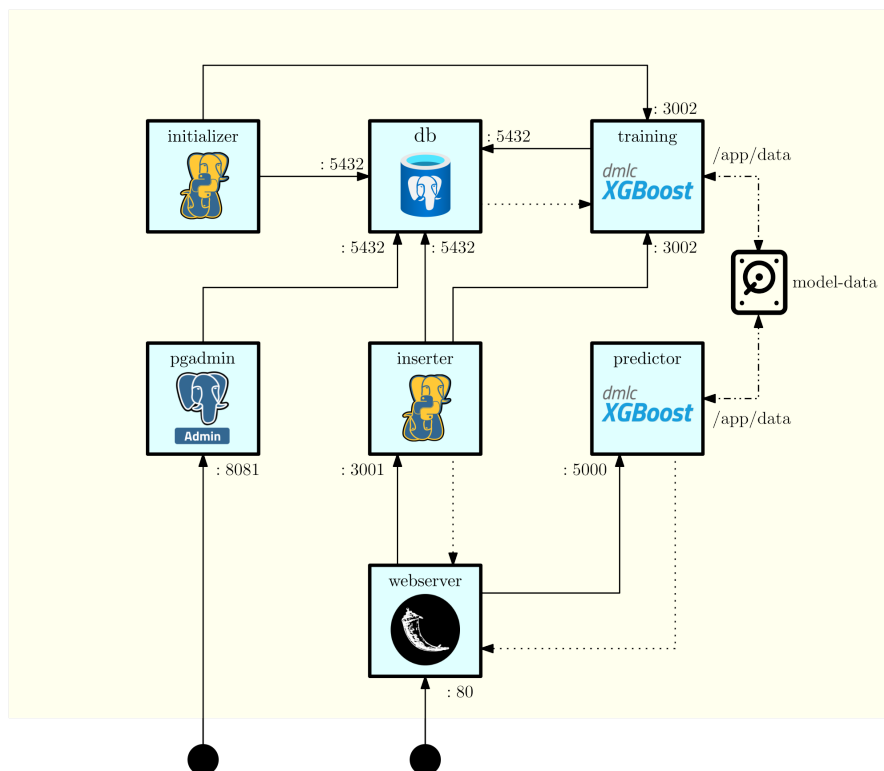 : 3002
initializer
db
: 5432
training
/app/data
: 5432
dmlc
XGBoost
: 5432
: 5432
: 3002
model-data
pgadmin
inserter
predictor
dmlc
XGBoost
/app/data
Admin
: 8081
: 3001
: 5000
webserver
: 80